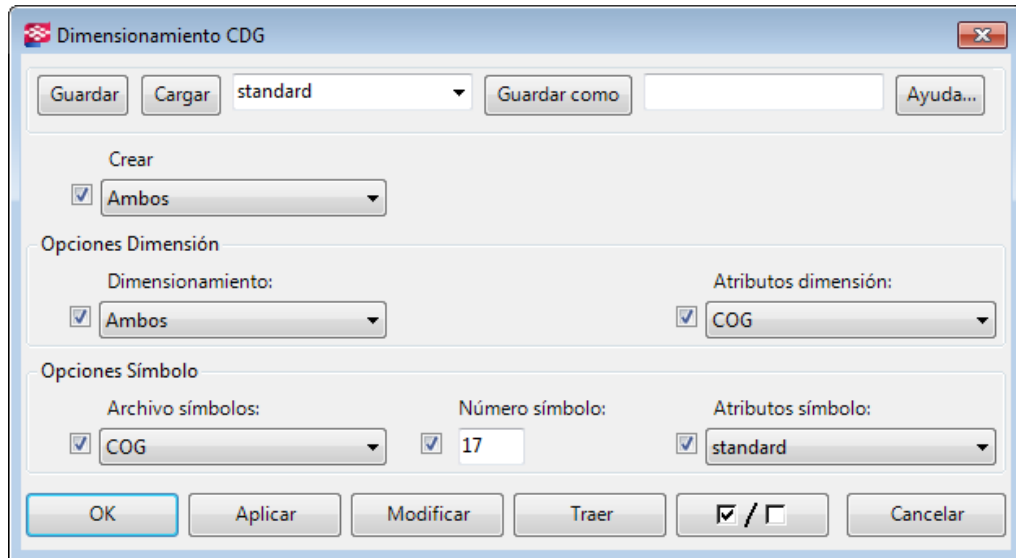 Dimensionamiento CDG
Guardar Cargar standard Guardar como Ayuda...
Crear
Ambos
Opciones Dimensión
Dimensionamiento: Atributos dimensión:
Ambos COG
Opciones Símbolo
Archivo símbolos: Número símbolo: Atributos símbolo:
COG 17 standard
OK Aplicar Modificar Traer / Cancelar